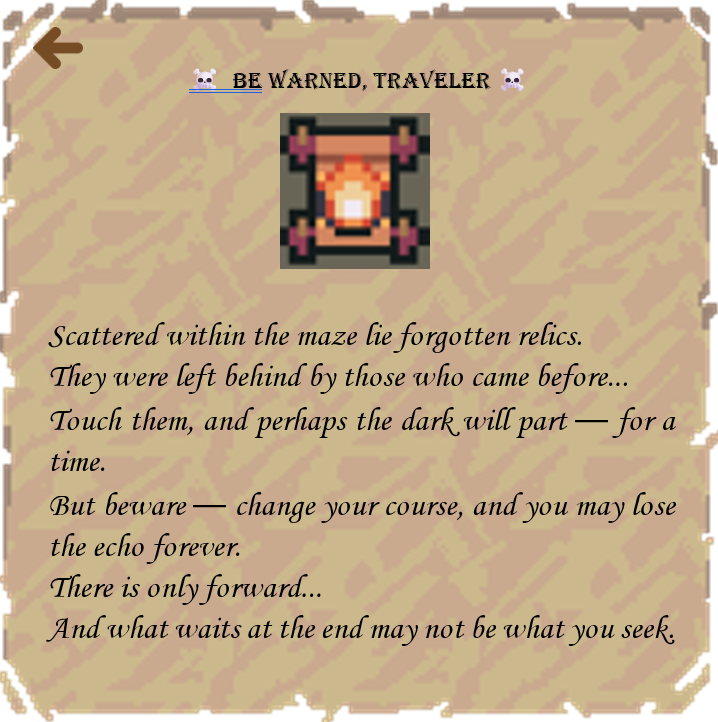 ☠️ BE WARNED, TRAVELER ☠️
Scattered within the maze lie forgotten relics.
They were left behind by those who came before...
Touch them, and perhaps the dark will part — for a
time.
But beware — change your course, and you may lose
the echo forever.
There is only forward...
And what waits at the end may not be what you seek.